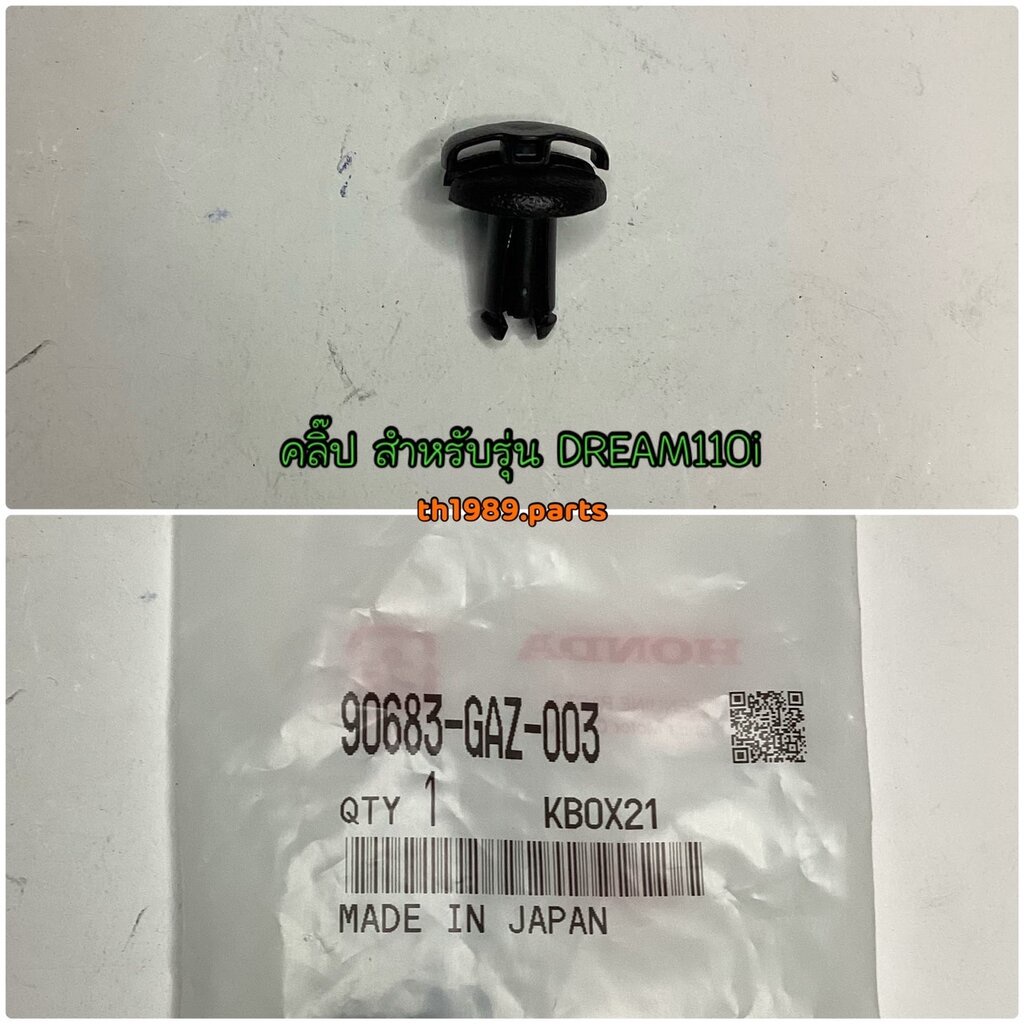 คลิ๊ป สำหรับรุ่น DREAM110i
th1989.parts
HONDA
90683-GAZ-003
QTY 1 KBOX21
MADE IN JAPAN